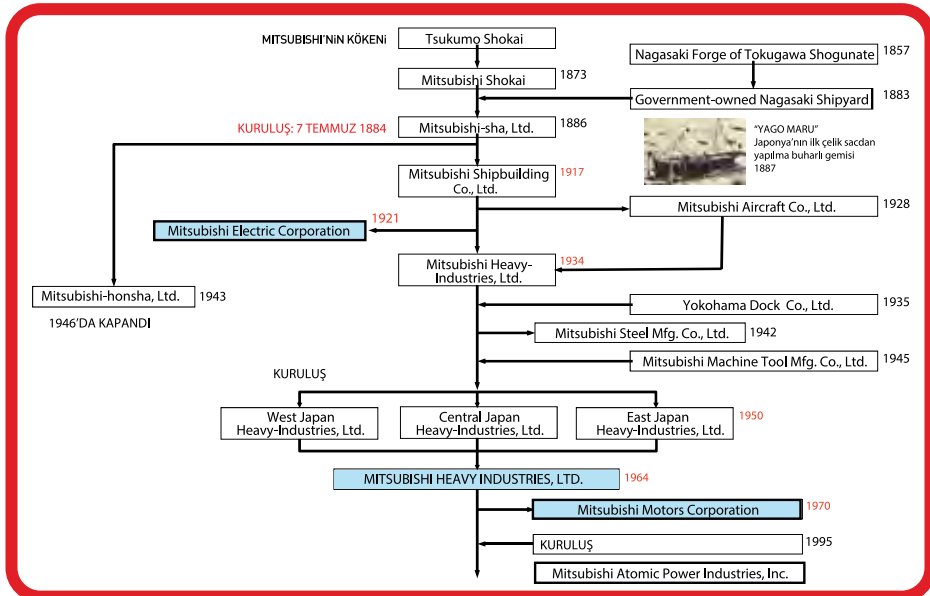 MITSUBISHI'NiN KÖKENi
Tsukumo Shokai
Nagasaki Forge of Tokugawa Shogunate
1857
Mitsubishi Shokai
1873
Government-owned Nagasaki Shipyard
1883
KURULUŞ: 7 TEMMUZ 1884
Mitsubishi-sha, Ltd.
1886
"YAGO MARU"
Japonya'nın ilk çelik sacdan
yapılma buharlı gemisi
1887
Mitsubishi Shipbuilding
Co., Ltd.
1917
Mitsubishi Aircraft Co., Ltd.
1928
1921
Mitsubishi Electric Corporation
Mitsubishi Heavy-
Industries, Ltd.
1934
Mitsubishi-honsha, Ltd.
1943
1946'DA KAPANDI
Yokohama Dock Co., Ltd.
1935
Mitsubishi Steel Mfg. Co., Ltd.
1942
Mitsubishi Machine Tool Mfg. Co., Ltd.
1945
KURULUŞ
West Japan
Heavy-Industries, Ltd.
Central Japan
Heavy-Industries, Ltd.
East Japan
Heavy-Industries, Ltd.
1950
MITSUBISHI HEAVY INDUSTRIES, LTD.
1964
Mitsubishi Motors Corporation
1970
KURULUŞ
1995
Mitsubishi Atomic Power Industries, Inc.